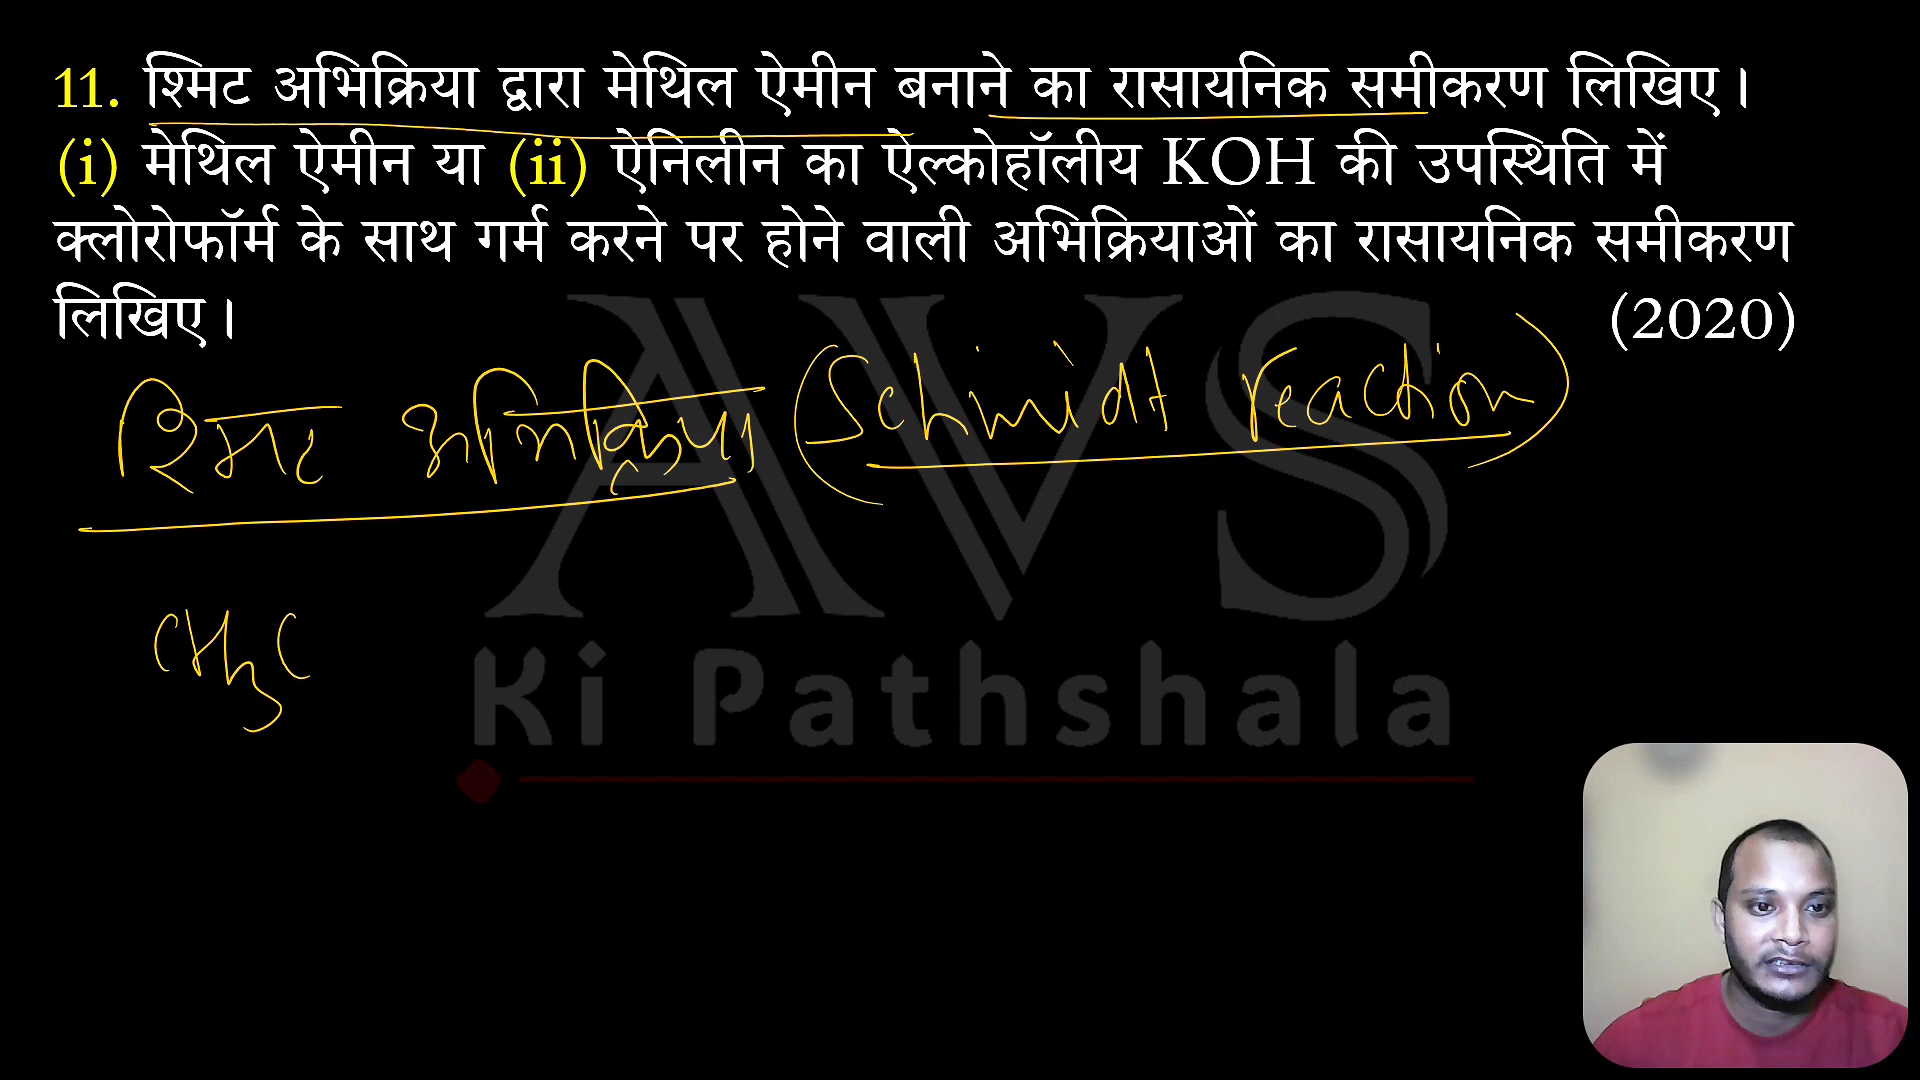 11. श्मिट अभिक्रिया द्वारा मेथिल ऐमीन बनाने का रासायनिक समीकरण लिखिए।
(i) मेथिल ऐमीन या (ii) ऐनिलीन का ऐल्कोहॉलीय KOH की उपस्थिति में
क्लोरोफॉर्म के साथ गर्म करने पर होने वाली अभिक्रियाओं का रासायनिक समीकरण
लिखिए। (2020)
श्मिट अभिक्रिया (Schmidt reaction)
AVS
CH3C
Ki Pathshala